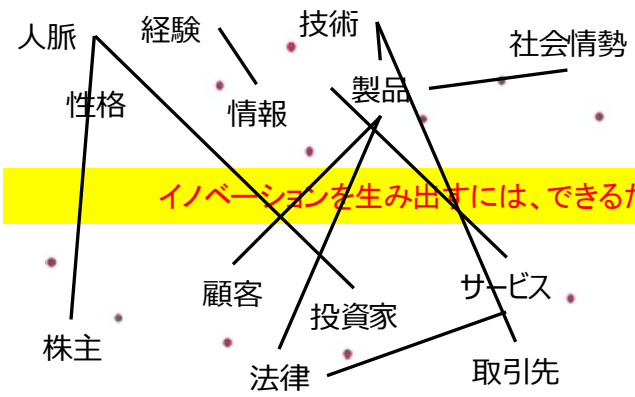 人脈
経験
技術
社会情勢
性格
情報
製品
イノベーションを生み出すには、できるだ
顧客
投資家
サービス
株主
法律
取引先